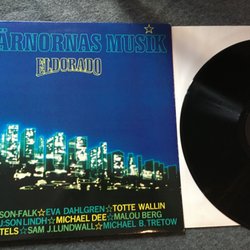 ÄRNORNAS MUSIK
ELDORADO
SON-FALK☆EVA DAHLGREN☆TOTTE WALLIN
SON LINDH☆MICHAEL DEE☆MALOU BERG
TELS☆SAM J.LUNDWALL☆MICHAEL B. TRETOW